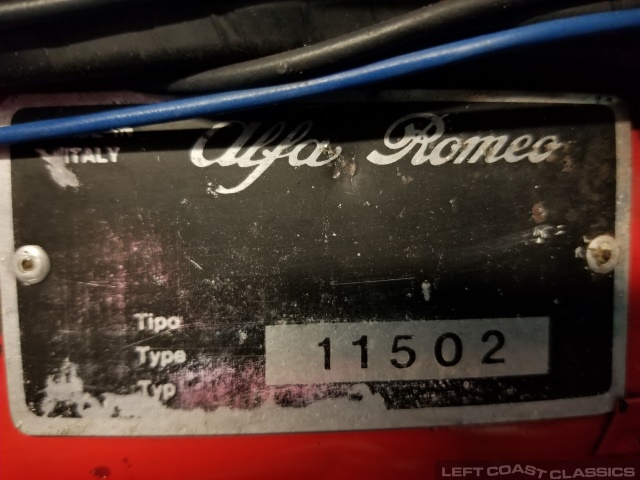 ITALY
Alfa Romeo
Tipo
Type
Typ
11502
LEFT COAST CLASSICS